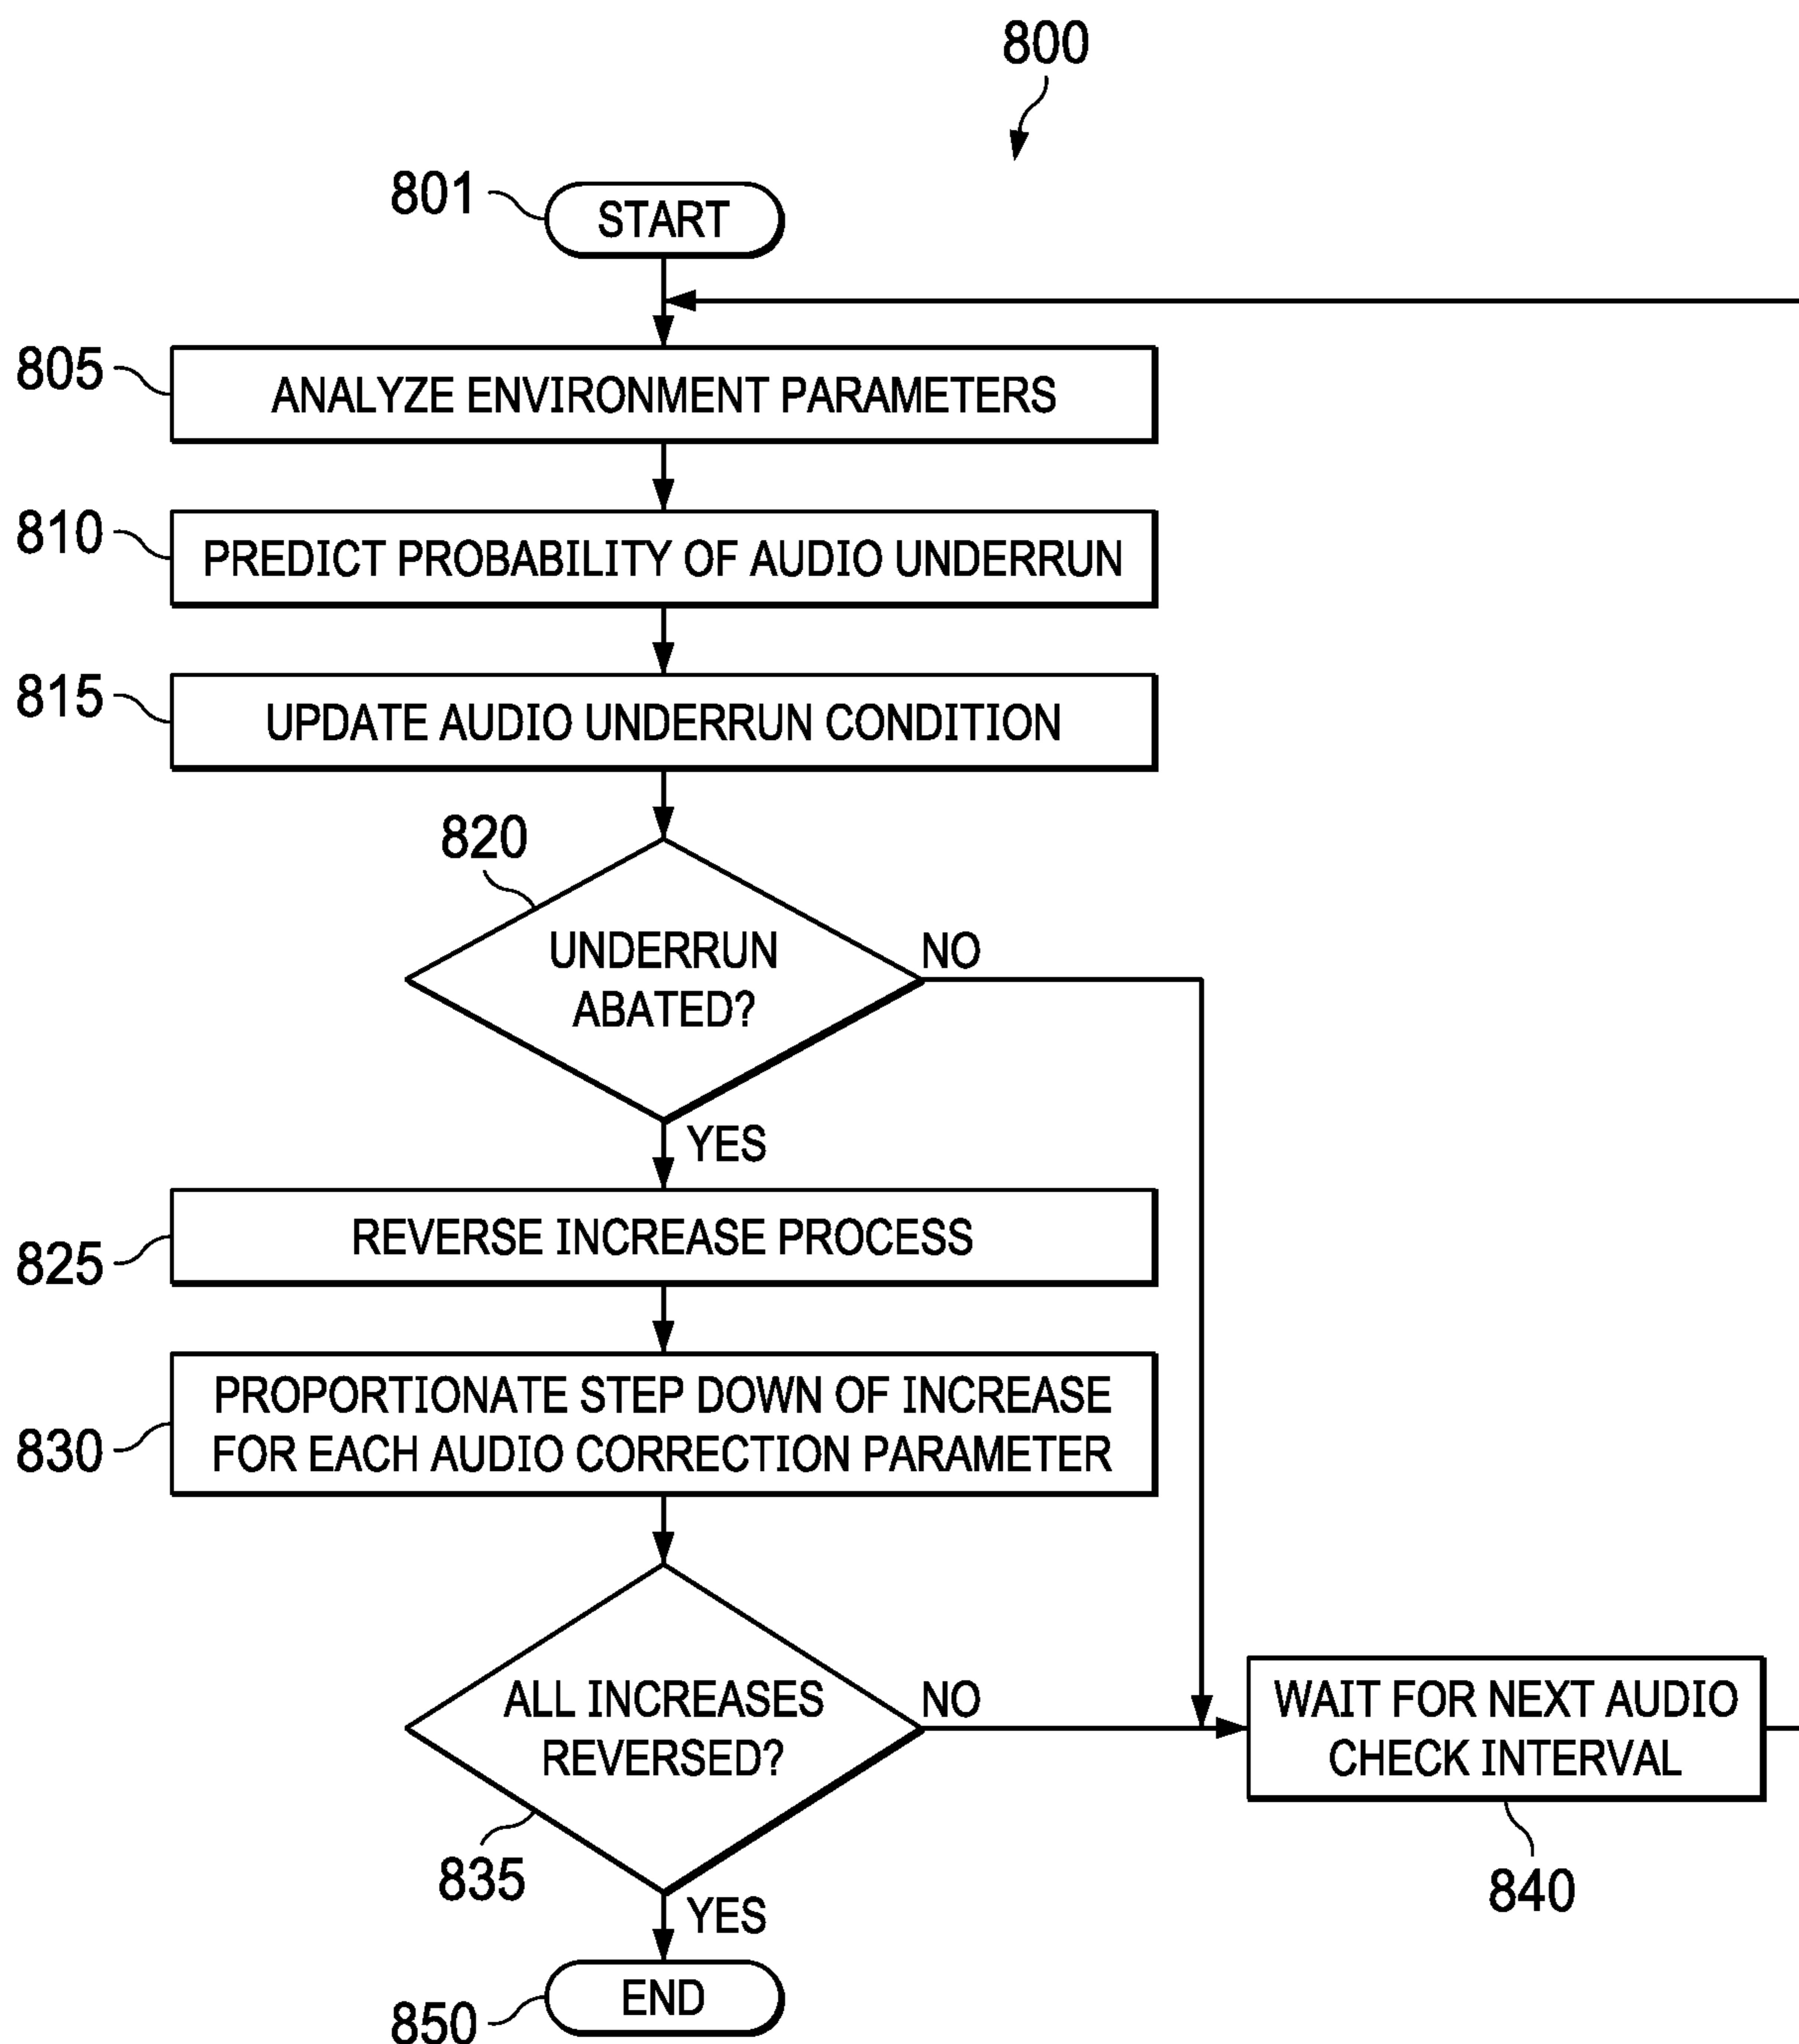 800
801
START
805
ANALYZE ENVIRONMENT PARAMETERS
810
PREDICT PROBABILITY OF AUDIO UNDERRUN
815
UPDATE AUDIO UNDERRUN CONDITION
820
UNDERRUN
ABATED?
NO
YES
825
REVERSE INCREASE PROCESS
830
PROPORTIONATE STEP DOWN OF INCREASE
FOR EACH AUDIO CORRECTION PARAMETER
ALL INCREASES
REVERSED?
NO
835
YES
WAIT FOR NEXT AUDIO
CHECK INTERVAL
840
850
END